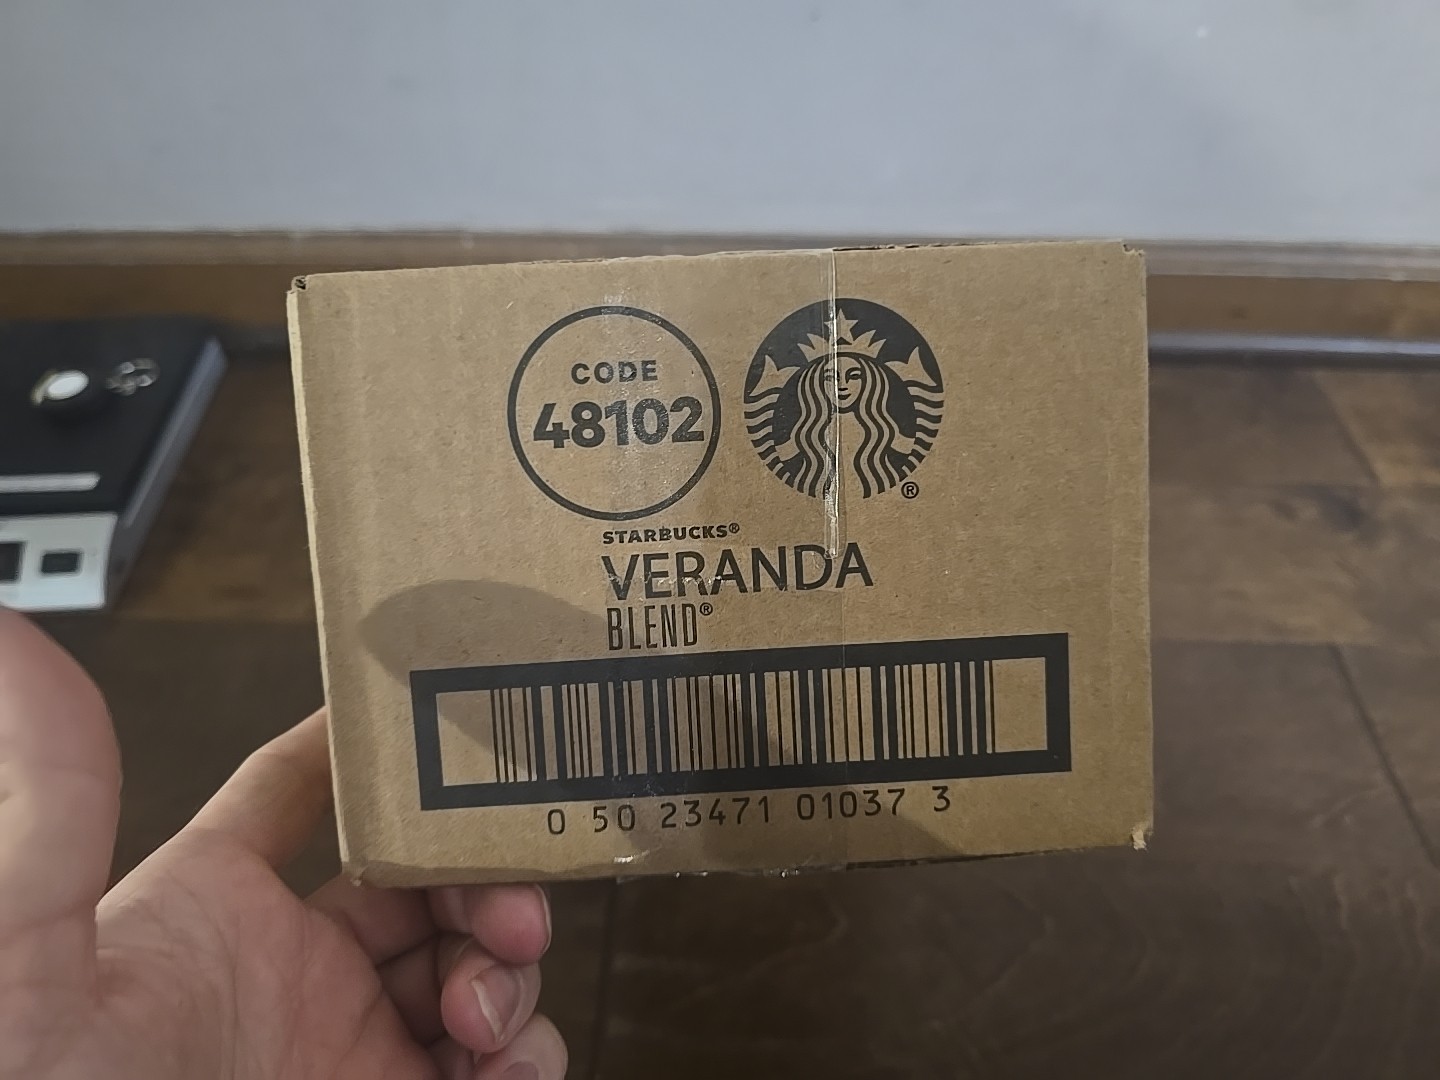 CODE
48102
®
STARBUCKS®
VERANDA
BLEND®
0 50 23471 01037 3